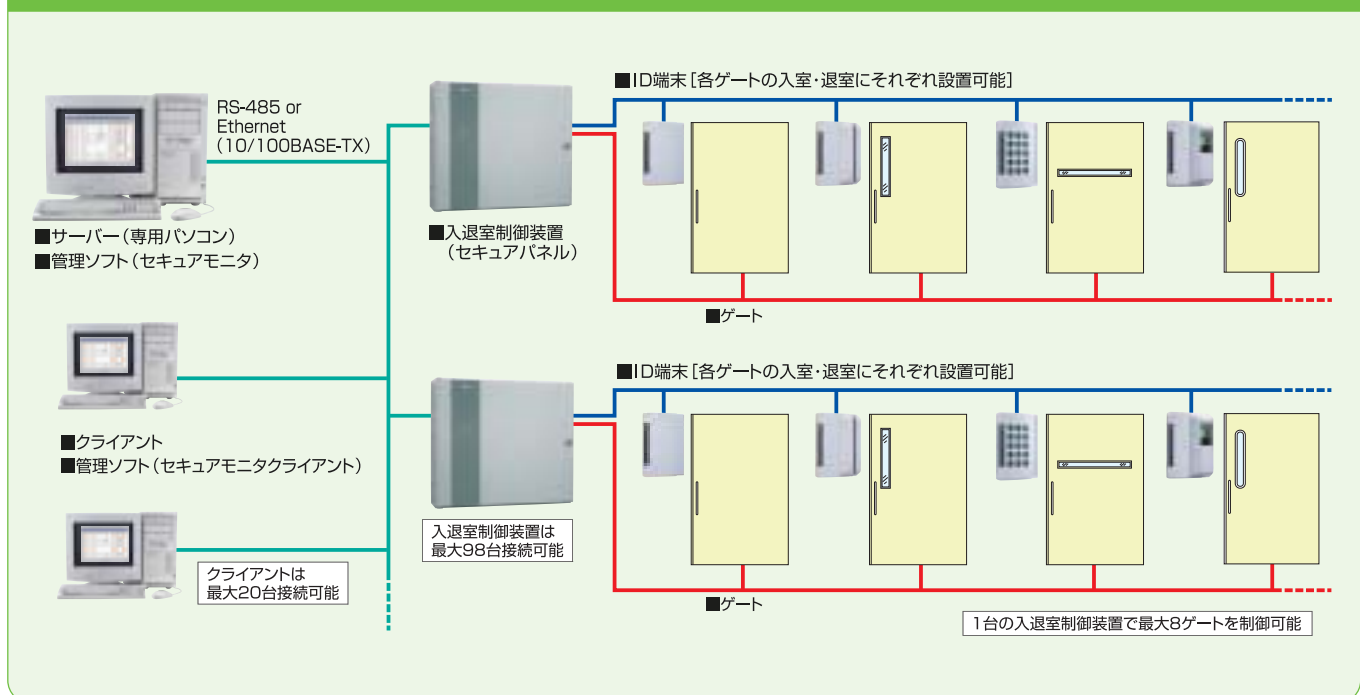 RS-485 or
Ethernet
(10/100BASE-TX)
■サーバー(専用パソコン)
■管理ソフト(セキュアモニタ)
■入退室制御装置
(セキュアパネル)
■ID端末[各ゲートの入室・退室にそれぞれ設置可能]
■ゲート
■クライアント
■管理ソフト(セキュアモニタクライアント)
クライアントは
最大20台接続可能
入退室制御装置は
最大98台接続可能
■ID端末[各ゲートの入室・退室にそれぞれ設置可能]
■ゲート
1台の入退室制御装置で最大8ゲートを制御可能